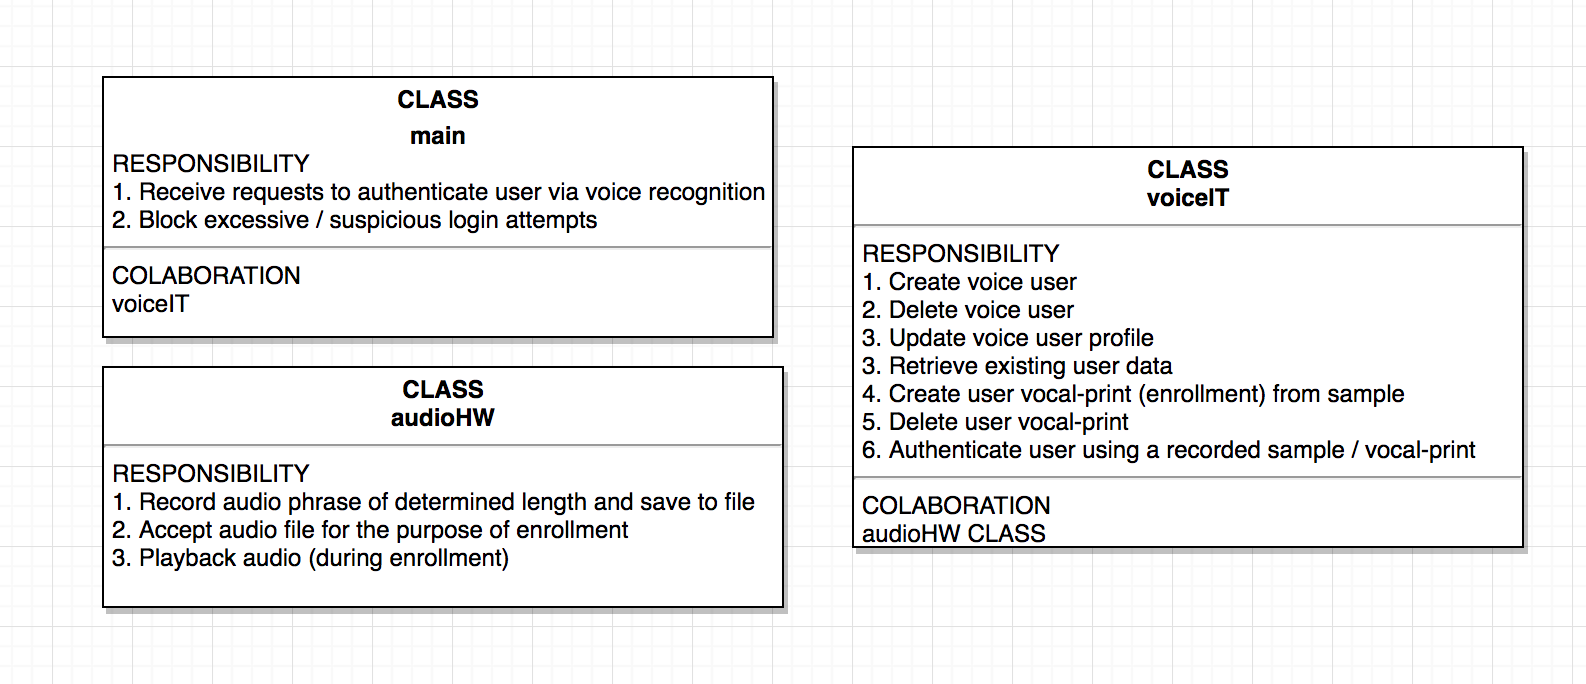 CLASS
main
RESPONSIBILITY
1. Receive requests to authenticate user via voice recognition
2. Block excessive / suspicious login attempts
COLABORATION
voiceIT
CLASS
audioHW
RESPONSIBILITY
1. Record audio phrase of determined length and save to file
2. Accept audio file for the purpose of enrollment
3. Playback audio (during enrollment)
CLASS
voiceIT
RESPONSIBILITY
1. Create voice user
2. Delete voice user
3. Update voice user profile
3. Retrieve existing user data
4. Create user vocal-print (enrollment) from sample
5. Delete user vocal-print
6. Authenticate user using a recorded sample / vocal-print
COLABORATION
audioHW CLASS